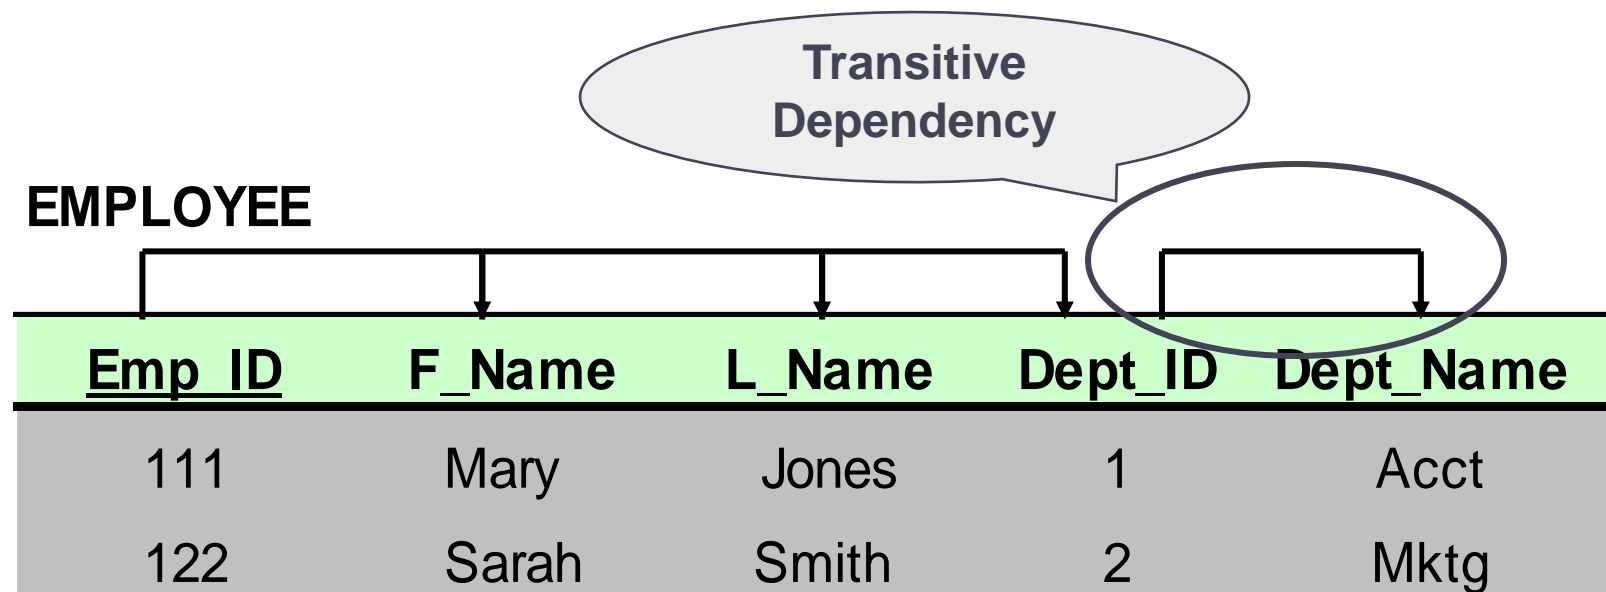 Transitive
Dependency
EMPLOYEE
Emp_ID F_Name L_Name Dept_ID Dept_Name
111 Mary Jones 1 Acct
122 Sarah Smith 2 Mktg